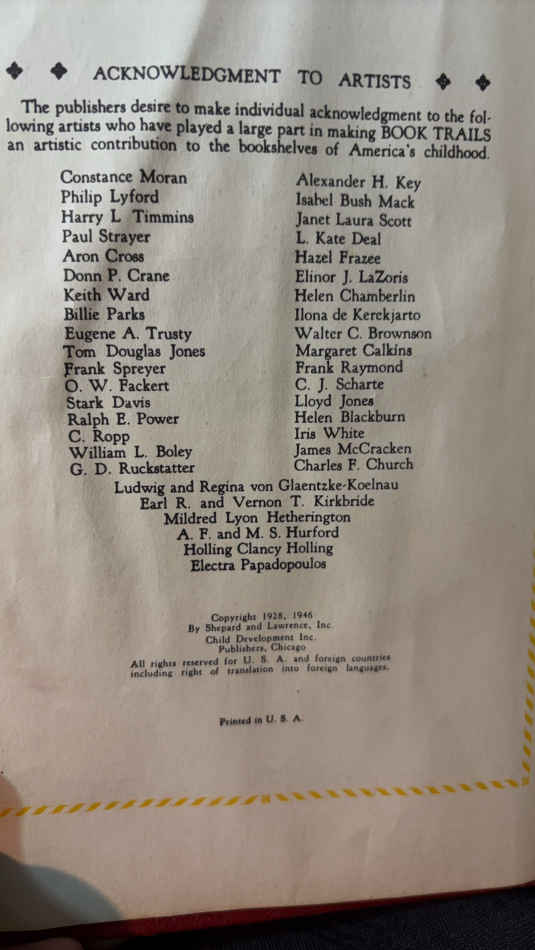 ACKNOWLEDGMENT TO ARTISTS
The publishers desire to make individual acknowledgment to the fol-
lowing artists who have played a large part in making BOOK TRAILS
an artistic contribution to the bookshelves of America's childhood.
Constance Moran
Philip Lyford
Harry L Timmins
Paul Strayer
Aron Cross
Donn P. Crane
Keith Ward
Billie Parks
Eugene A. Trusty
Tom Douglas Jones
Frank Spreyer
O. W. Fackert
Stark Davis
Ralph E. Power
C. Ropp
William L. Boley
G. D. Ruckstatter
Alexander H. Key
Isabel Bush Mack
Janet Laura Scott
L. Kate Deal
Hazel Frazee
Elinor J. LaZoris
Helen Chamberlin
Ilona de Kerekjarto
Walter C. Brownson
Margaret Calkins
Frank Raymond
C. J. Scharte
Lloyd Jones
Helen Blackburn
Iris White
James McCracken
Charles F. Church
Ludwig and Regina von Glaentzke-Koelnau
Earl R. and Vernon T. Kirkbride
Mildred Lyon Hetherington
A. F. and M. S. Hurford
Holling Clancy Holling
Electra Papadopoulos
Copyright 1928, 1946
By Shepard and Lawrence, Inc
Child Development Inc.
Publishers, Chicago
All rights reserved for U. S. A. and foreign countries
including right of translation into foreign languages.
Printed in U. S. A.